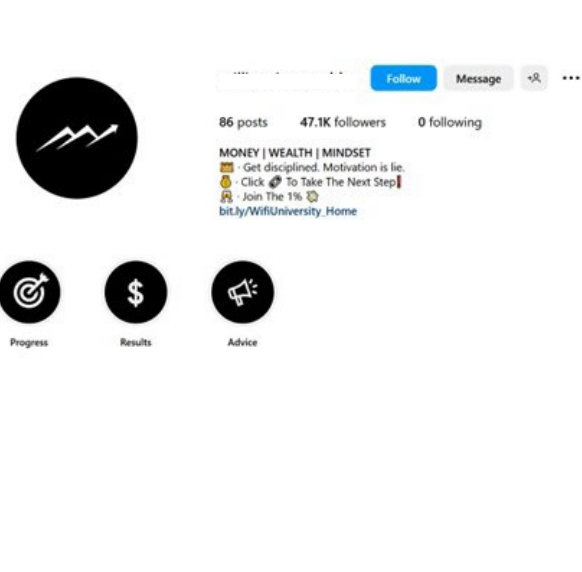 Follow
Message
86 posts 47.1K followers 0 following
MONEY | WEALTH | MINDSET
· Get disciplined. Motivation is lie.
· Click To Take The Next Step
· Join The 1%
bit.ly/WifiUniversity_Home
$
Progress Results Advice